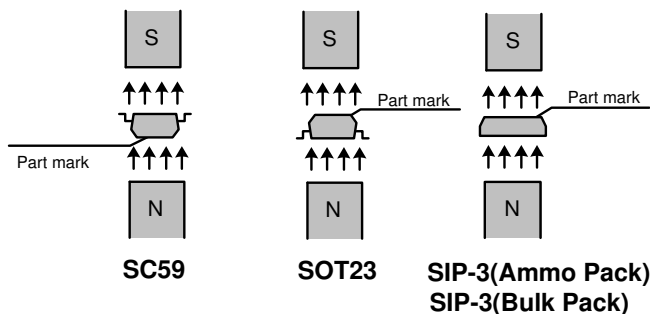 S
S
S
Part mark
Part mark
Part mark
N
N
N
SC59
SOT23
SIP-3(Ammo Pack)
SIP-3(Bulk Pack)